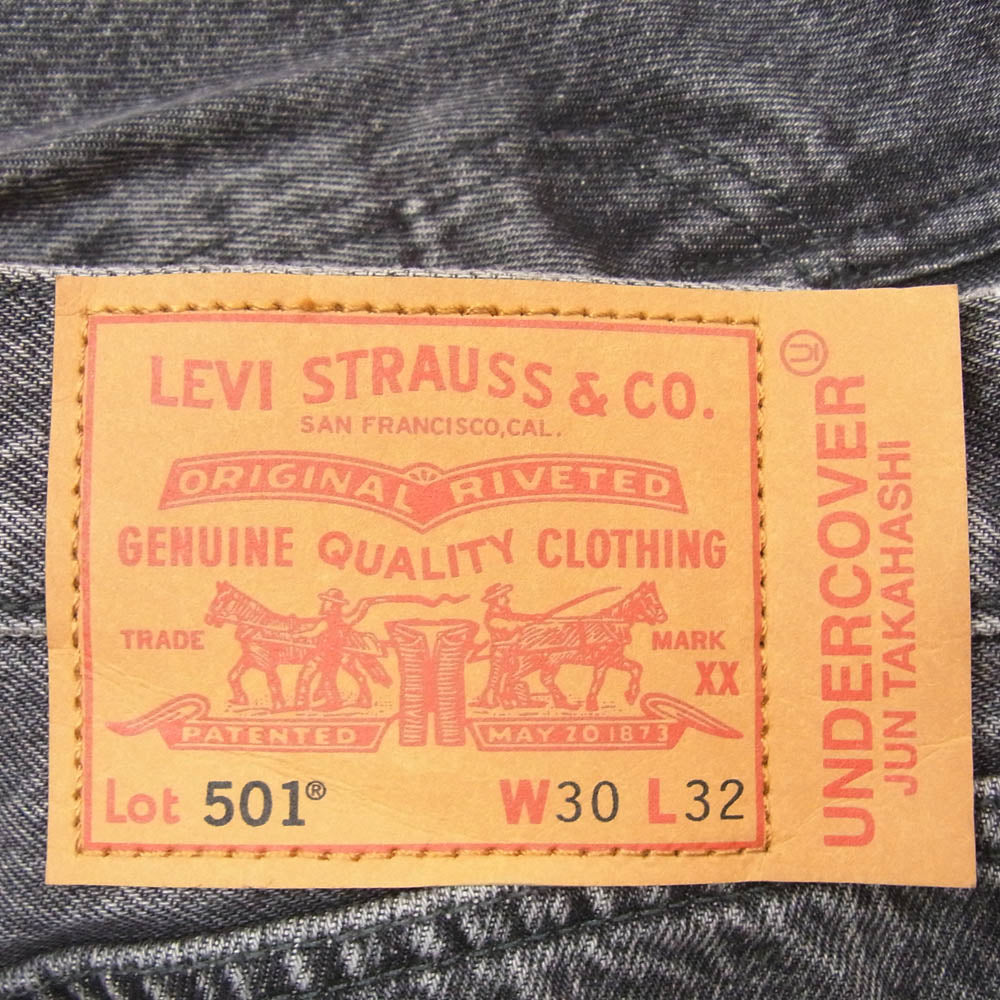 LEVI STRAUSS & CO.
SAN FRANCISCO, CAL.
ORIGINAL RIVETED
GENUINE QUALITY CLOTHING
TRADE MARK
XX
PATENTED MAY 20 1873
Lot 501® W30 L32
UNDERCOVER
JUN TAKAHASHI